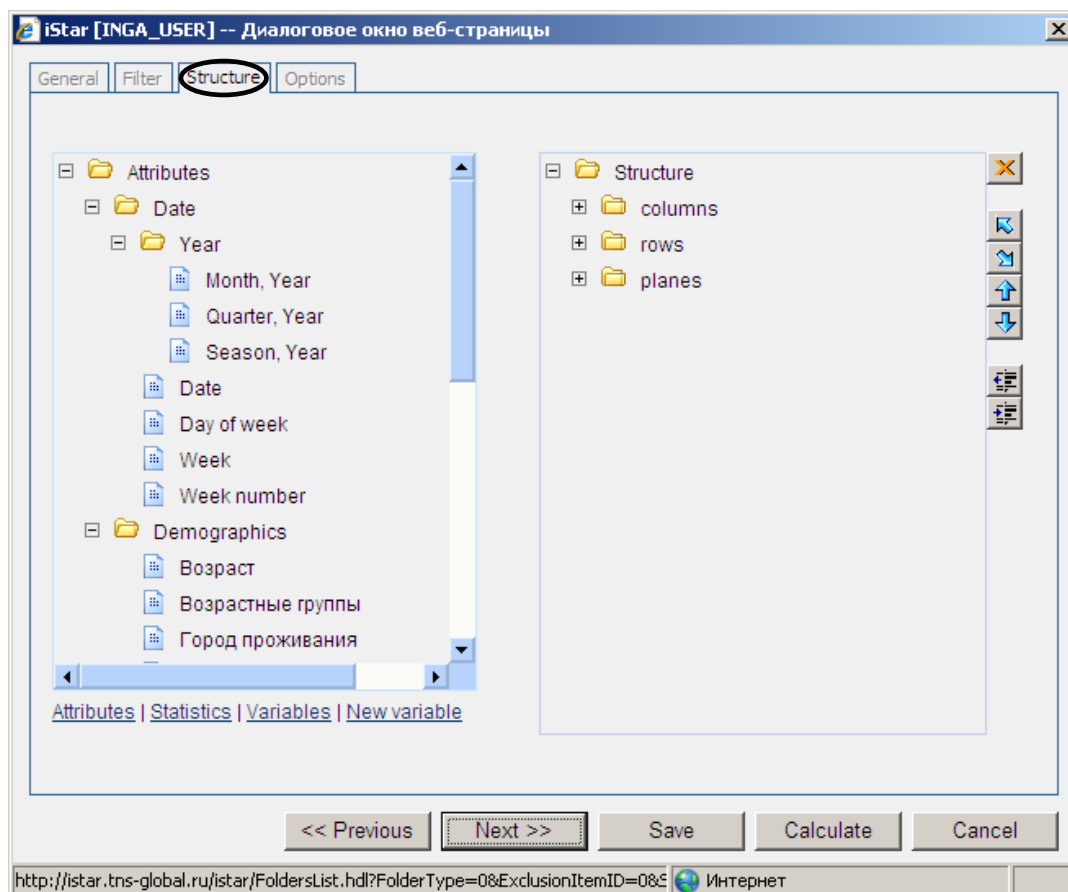 iStar [INGA_USER] -- Диалоговое окно веб-страницы
General Filter Structure Options
Attributes
Date
Year
Month, Year
Quarter, Year
Season, Year
Date
Day of week
Week
Week number
Demographics
Возраст
Возрастные группы
Город проживания
Attributes | Statistics | Variables | New variable
Structure
columns
rows
planes
<< Previous Next >> Save Calculate Cancel
http://istar.tns-global.ru/istar/FoldersList.hdl?FolderType=0&ExclusionItemID=0& Интернет